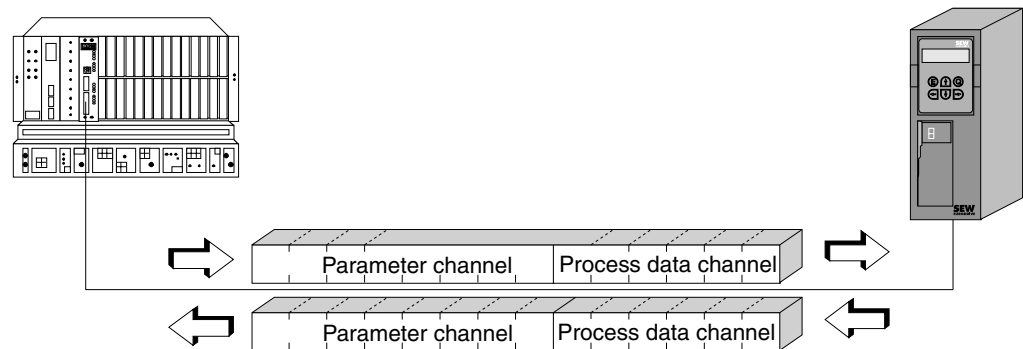 SEW
E
Q
Parameter channel
Process data channel
SEW
Parameter channel
Process data channel